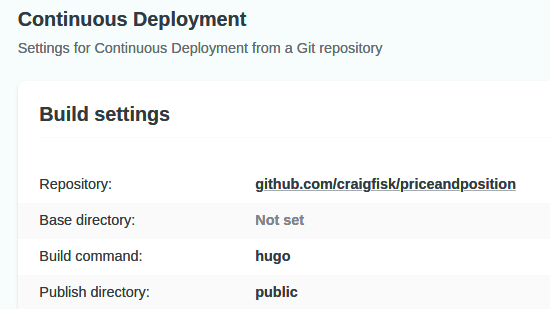 Continuous Deployment
Settings for Continuous Deployment from a Git repository
Build settings
Repository: github.com/craigfisk/priceandposition
Base directory: Not set
Build command: hugo
Publish directory: public